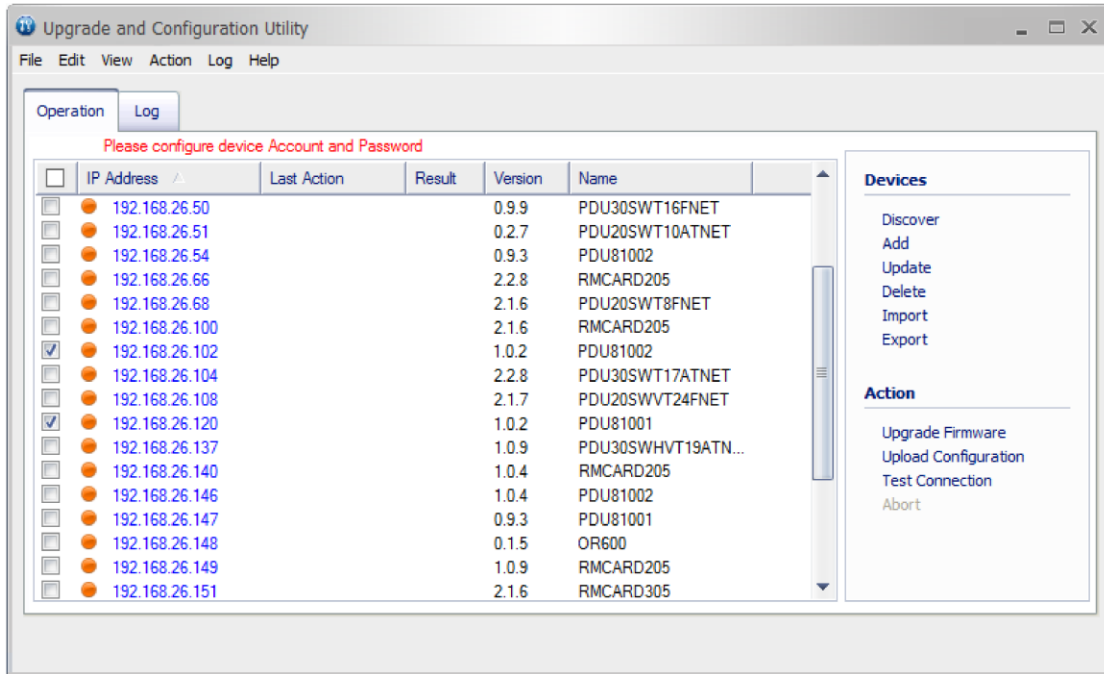 Upgrade and Configuration Utility
File Edit View Action Log Help
Operation Log
Please configure device Account and Password
IP Address Last Action Result Version Name
192.168.26.50 0.9.9 PDU30SWT16FNET
192.168.26.51 0.2.7 PDU20SWT10ATNET
192.168.26.54 0.9.3 PDU81002
192.168.26.66 2.2.8 RMCARD205
192.168.26.68 2.1.6 PDU20SWT8FNET
192.168.26.100 2.1.6 RMCARD205
192.168.26.102 1.0.2 PDU81002
192.168.26.104 2.2.8 PDU30SWT17ATNET
192.168.26.108 2.1.7 PDU20SWVT24FNET
192.168.26.120 1.0.2 PDU81001
192.168.26.137 1.0.9 PDU30SWHVT19ATN...
192.168.26.140 1.0.4 RMCARD205
192.168.26.146 1.0.4 PDU81002
192.168.26.147 0.9.3 PDU81001
192.168.26.148 0.1.5 OR600
192.168.26.149 1.0.9 RMCARD205
192.168.26.151 2.1.6 RMCARD305
Devices
Discover
Add
Update
Delete
Import
Export
Action
Upgrade Firmware
Upload Configuration
Test Connection
Abort